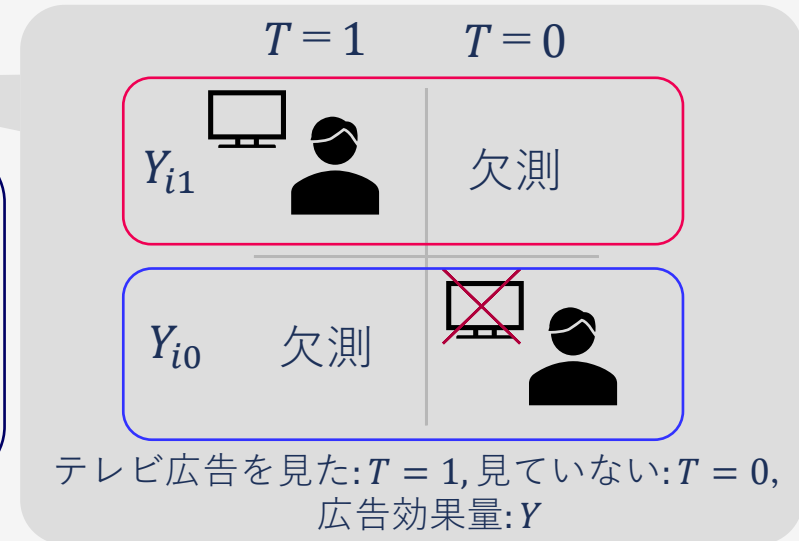 T = 1 T = 0
Y_{i1} 欠測
Y_{i0} 欠測
テレビ広告を見た: T = 1, 見ていない: T = 0,
広告効果量: Y